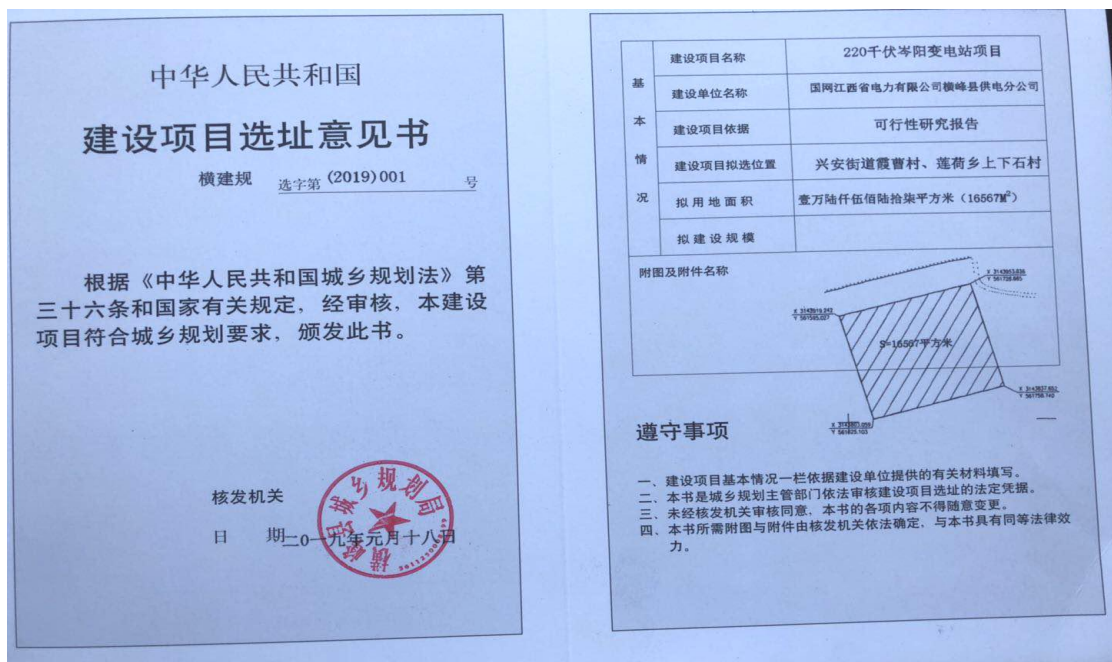 中华人民共和国
建设项目选址意见书
横建规 选字第 (2019)001 号
根据《中华人民共和国城乡规划法》第
三十六条和国家有关规定，经审核，本建设
项目符合城乡规划要求，颁发此书。
核发机关
日 期 二0一九年元月十八日
横峰县城乡规划局
基本情况
建设项目名称 220千伏岑阳变电站项目
建设单位名称 国网江西省电力有限公司横峰县供电分公司
建设项目依据 可行性研究报告
建设项目拟选位置 兴安街道霞曹村、莲荷乡上下石村
拟用地面积 壹万陆仟伍佰陆拾柒平方米（16567M²）
拟建设规模
附图及附件名称
S=16567平方米
遵守事项
一、建设项目基本情况一栏依据建设单位提供的有关材料填写。
二、本书是城乡规划主管部门依法审核建设项目选址的法定凭据。
三、未经核发机关审核同意，本书的各项内容不得随意变更。
四、本书所需附图与附件由核发机关依法确定，与本书具有同等法律效
力。